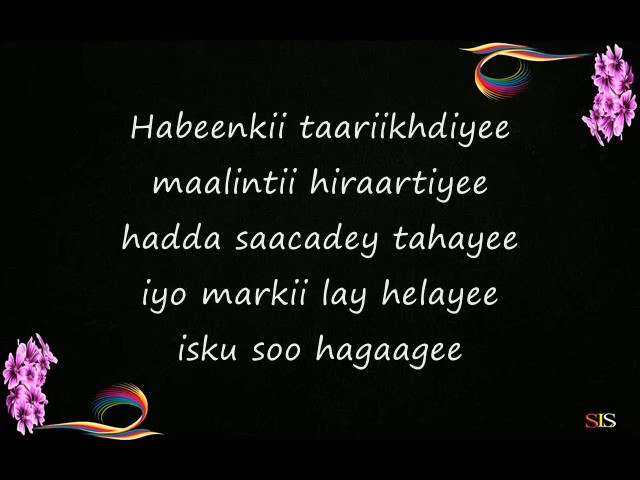 Habeenkii taariikhdiyee
maalintii hiraartiyee
hadda saacadey tahayee
iyo markii lay helayee
isku soo hagaagee
SIS